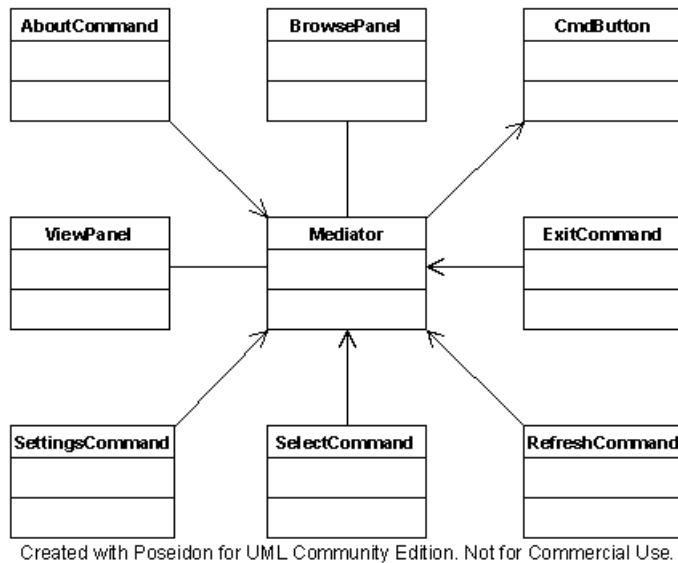 AboutCommand
BrowsePanel
CmdButton
ViewPanel
Mediator
ExitCommand
SettingsCommand
SelectCommand
RefreshCommand
Created with Poseidon for UML Community Edition. Not for Commercial Use.